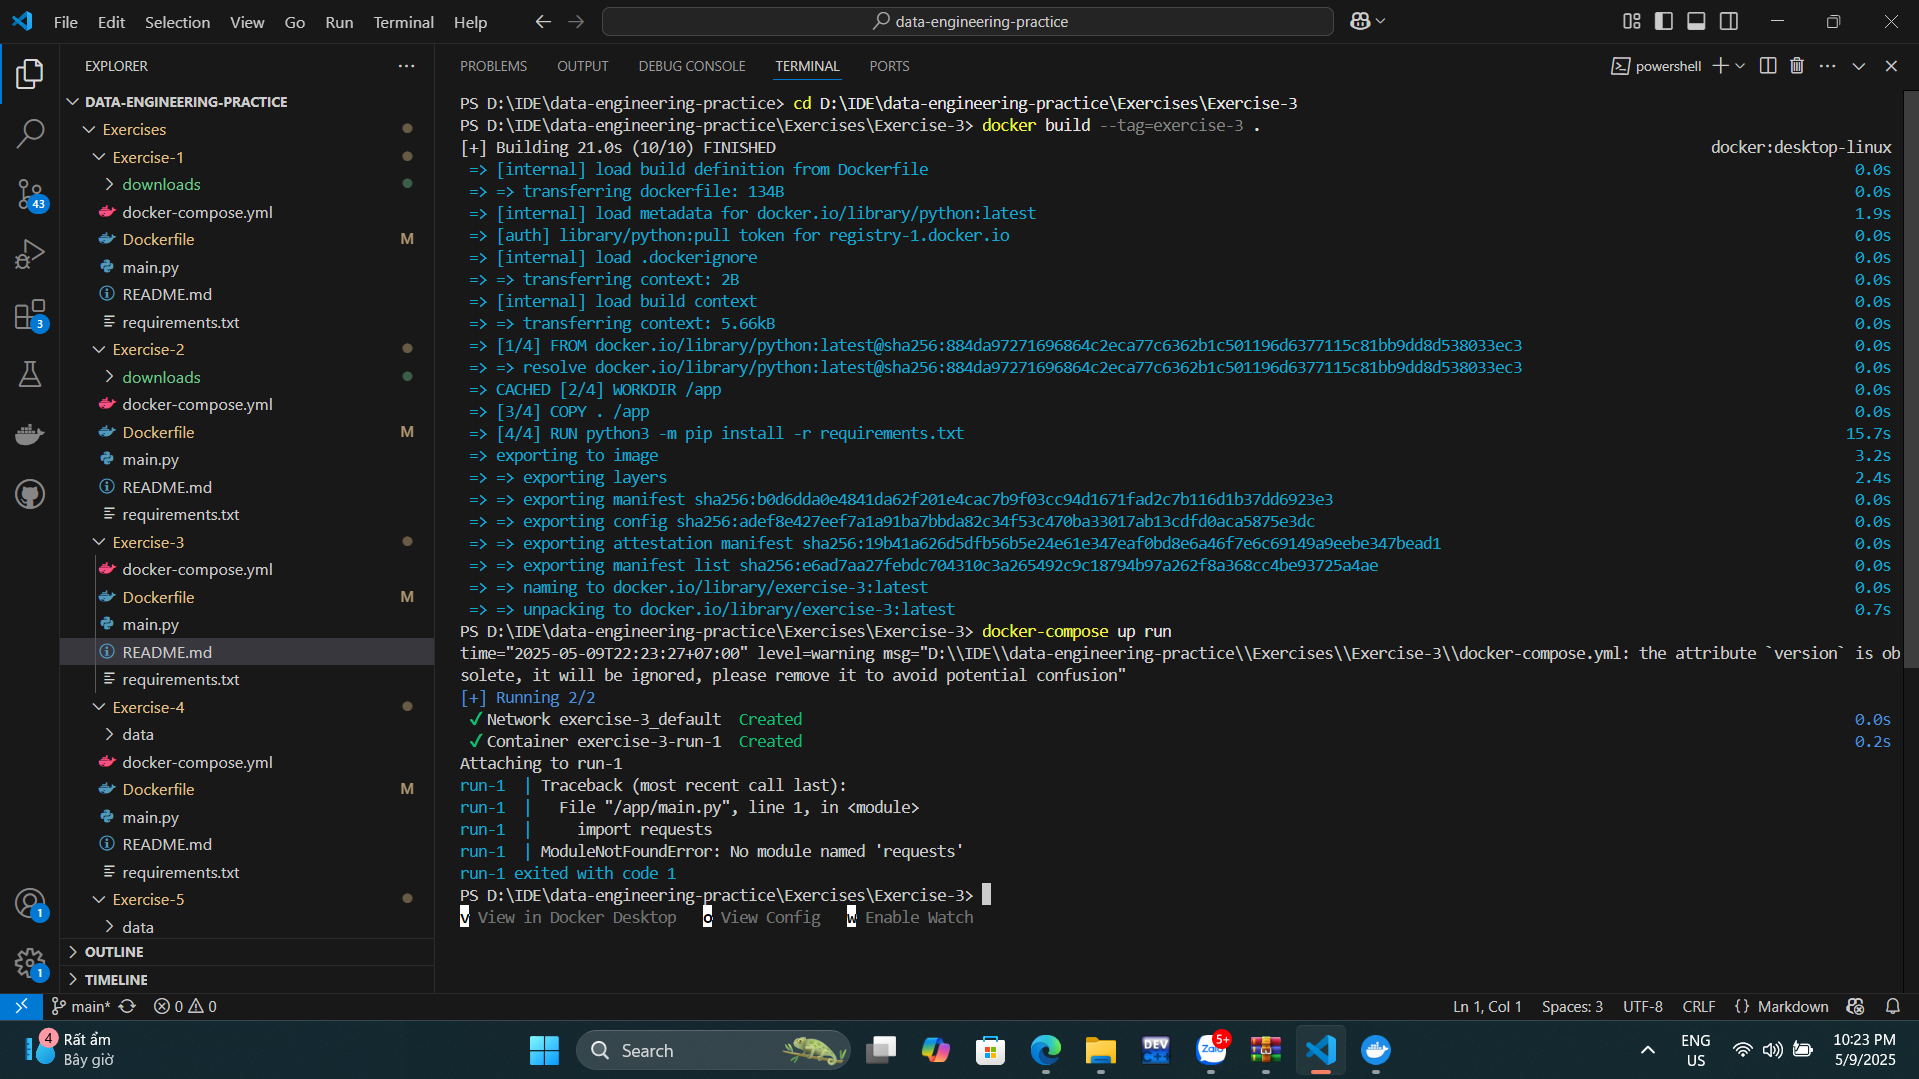 File Edit Selection View Go Run Terminal Help
data-engineering-practice
EXPLORER
DATA-ENGINEERING-PRACTICE
Exercises
Exercise-1
downloads
docker-compose.yml
Dockerfile M
main.py
README.md
requirements.txt
Exercise-2
downloads
docker-compose.yml
Dockerfile M
main.py
README.md
requirements.txt
Exercise-3
docker-compose.yml
Dockerfile M
main.py
README.md
requirements.txt
Exercise-4
data
docker-compose.yml
Dockerfile M
main.py
README.md
requirements.txt
Exercise-5
data
OUTLINE
TIMELINE
43
3
1
1
PROBLEMS OUTPUT DEBUG CONSOLE TERMINAL PORTS
powershell
PS D:\IDE\data-engineering-practice> cd D:\IDE\data-engineering-practice\Exercises\Exercise-3
PS D:\IDE\data-engineering-practice\Exercises\Exercise-3> docker build --tag=exercise-3 .
[+] Building 21.0s (10/10) FINISHED docker:desktop-linux
=> [internal] load build definition from Dockerfile 0.0s
=> => transferring dockerfile: 134B 0.0s
=> [internal] load metadata for docker.io/library/python:latest 1.9s
=> [auth] library/python:pull token for registry-1.docker.io 0.0s
=> [internal] load .dockerignore 0.0s
=> => transferring context: 2B 0.0s
=> [internal] load build context 0.0s
=> => transferring context: 5.66kB 0.0s
=> [1/4] FROM docker.io/library/python:latest@sha256:884da97271696864c2eca77c6362b1c501196d6377115c81bb9dd8d538033ec3 0.0s
=> => resolve docker.io/library/python:latest@sha256:884da97271696864c2eca77c6362b1c501196d6377115c81bb9dd8d538033ec3 0.0s
=> CACHED [2/4] WORKDIR /app 0.0s
=> [3/4] COPY . /app 0.0s
=> [4/4] RUN python3 -m pip install -r requirements.txt 15.7s
=> exporting to image 3.2s
=> => exporting layers 2.4s
=> => exporting manifest sha256:b0d6dda0e4841da62f201e4cac7b9f03cc94d1671fad2c7b116d1b37dd6923e3 0.0s
=> => exporting config sha256:adef8e427eef7a1a91ba7bbda82c34f53c470ba33017ab13cdfd0aca5875e3dc 0.0s
=> => exporting attestation manifest sha256:19b41a626d5dfb56b5e24e61e347eaf0bd8e6a46f7e6c69149a9eebe347bead1 0.0s
=> => exporting manifest list sha256:e6ad7aa27febdc704310c3a265492c9c18794b97a262f8a368cc4be93725a4ae 0.0s
=> => naming to docker.io/library/exercise-3:latest 0.0s
=> => unpacking to docker.io/library/exercise-3:latest 0.7s
PS D:\IDE\data-engineering-practice\Exercises\Exercise-3> docker-compose up run
time="2025-05-09T22:23:27+07:00" level=warning msg="D:\\IDE\\data-engineering-practice\\Exercises\\Exercise-3\\docker-compose.yml: the attribute `version` is ob
solete, it will be ignored, please remove it to avoid potential confusion"
[+] Running 2/2
✔ Network exercise-3_default Created 0.0s
✔ Container exercise-3-run-1 Created 0.2s
Attaching to run-1
run-1 | Traceback (most recent call last):
run-1 | File "/app/main.py", line 1, in <module>
run-1 | import requests
run-1 | ModuleNotFoundError: No module named 'requests'
run-1 exited with code 1
PS D:\IDE\data-engineering-practice\Exercises\Exercise-3>
v View in Docker Desktop o View Config w Enable Watch
main* 0 0
Ln 1, Col 1 Spaces: 3 UTF-8 CRLF {} Markdown
4
Rất ẩm
Bây giờ
Search
DEV
Zalo 5+
ENG
US
10:23 PM
5/9/2025